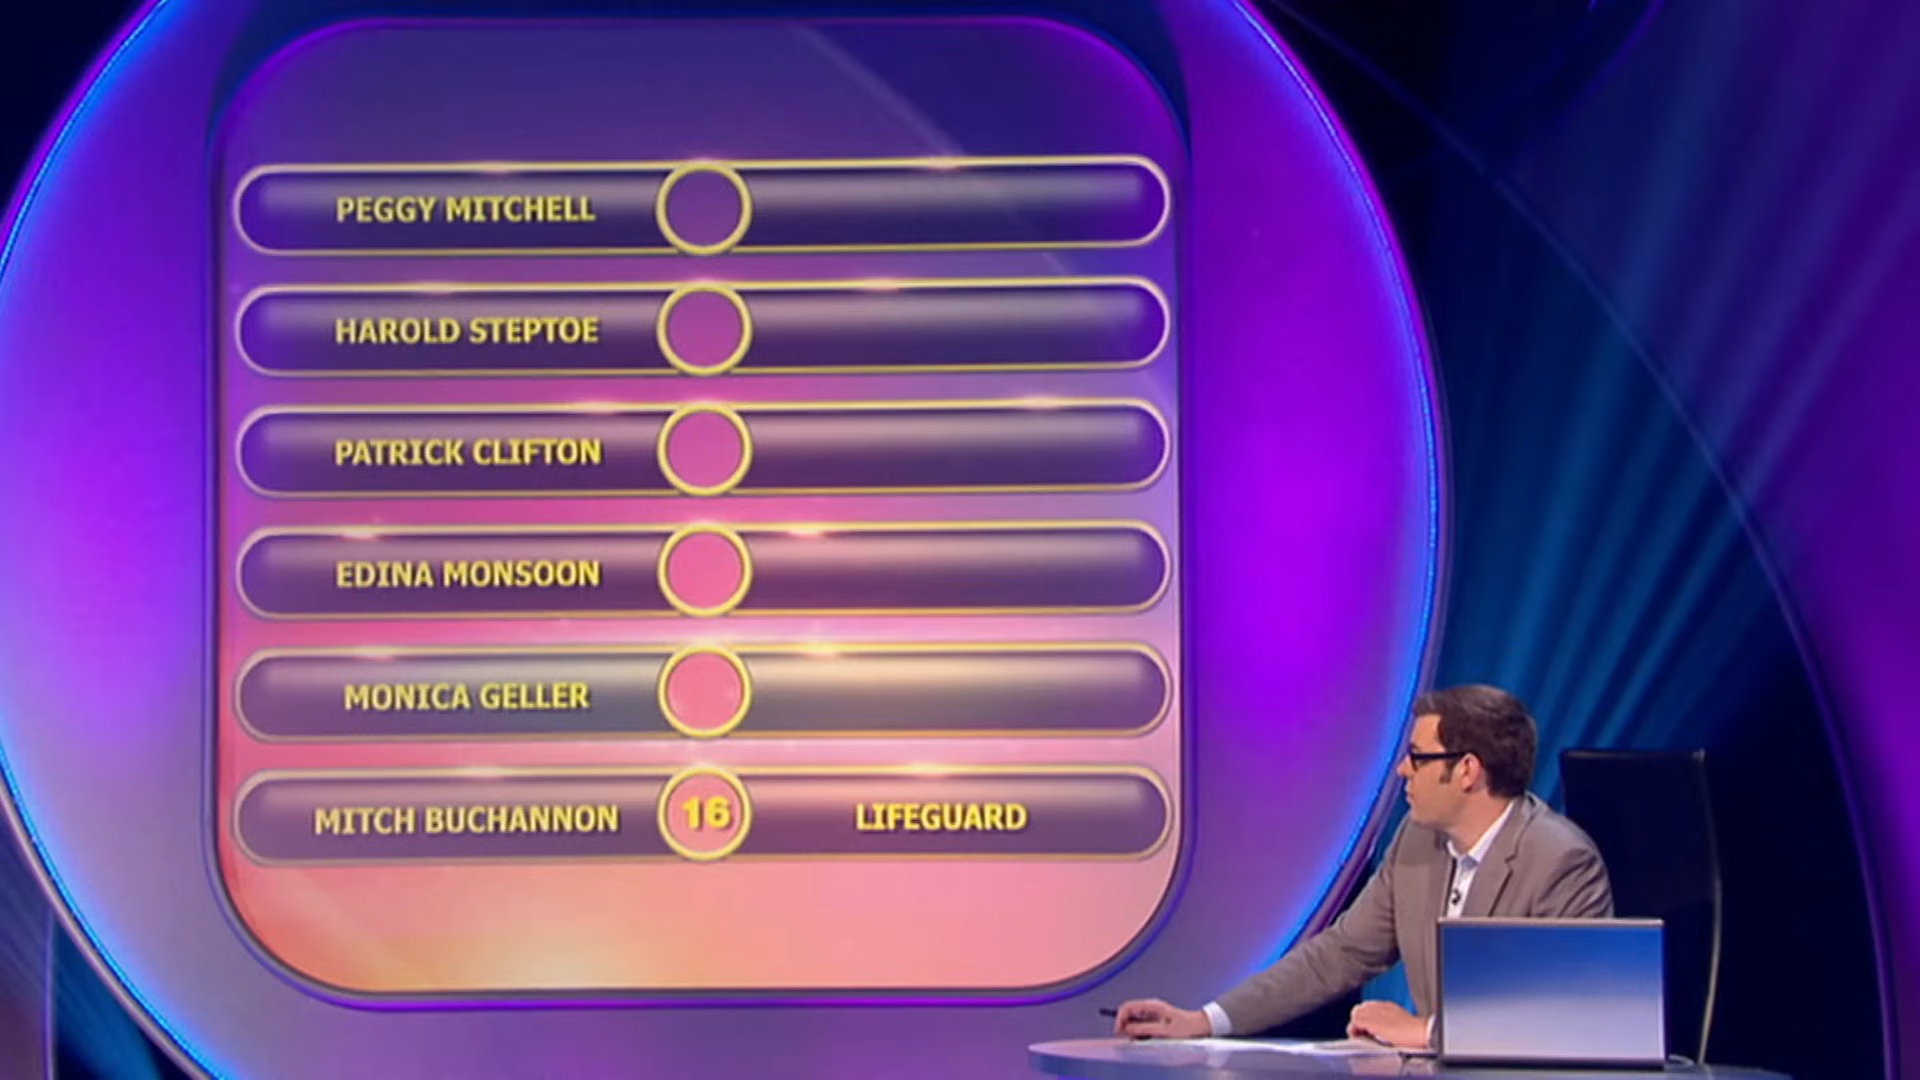 PEGGY MITCHELL
HAROLD STEPTOE
PATRICK CLIFTON
EDINA MONSOON
MONICA GELLER
MITCH BUCHANNON 16 LIFEGUARD